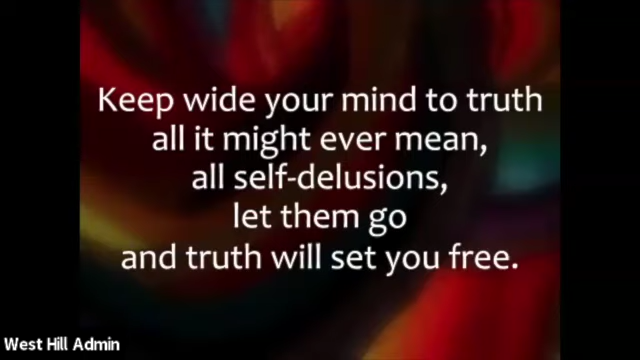 Keep wide your mind to truth
all it might ever mean,
all self-delusions,
let them go
and truth will set you free.
West Hill Admin